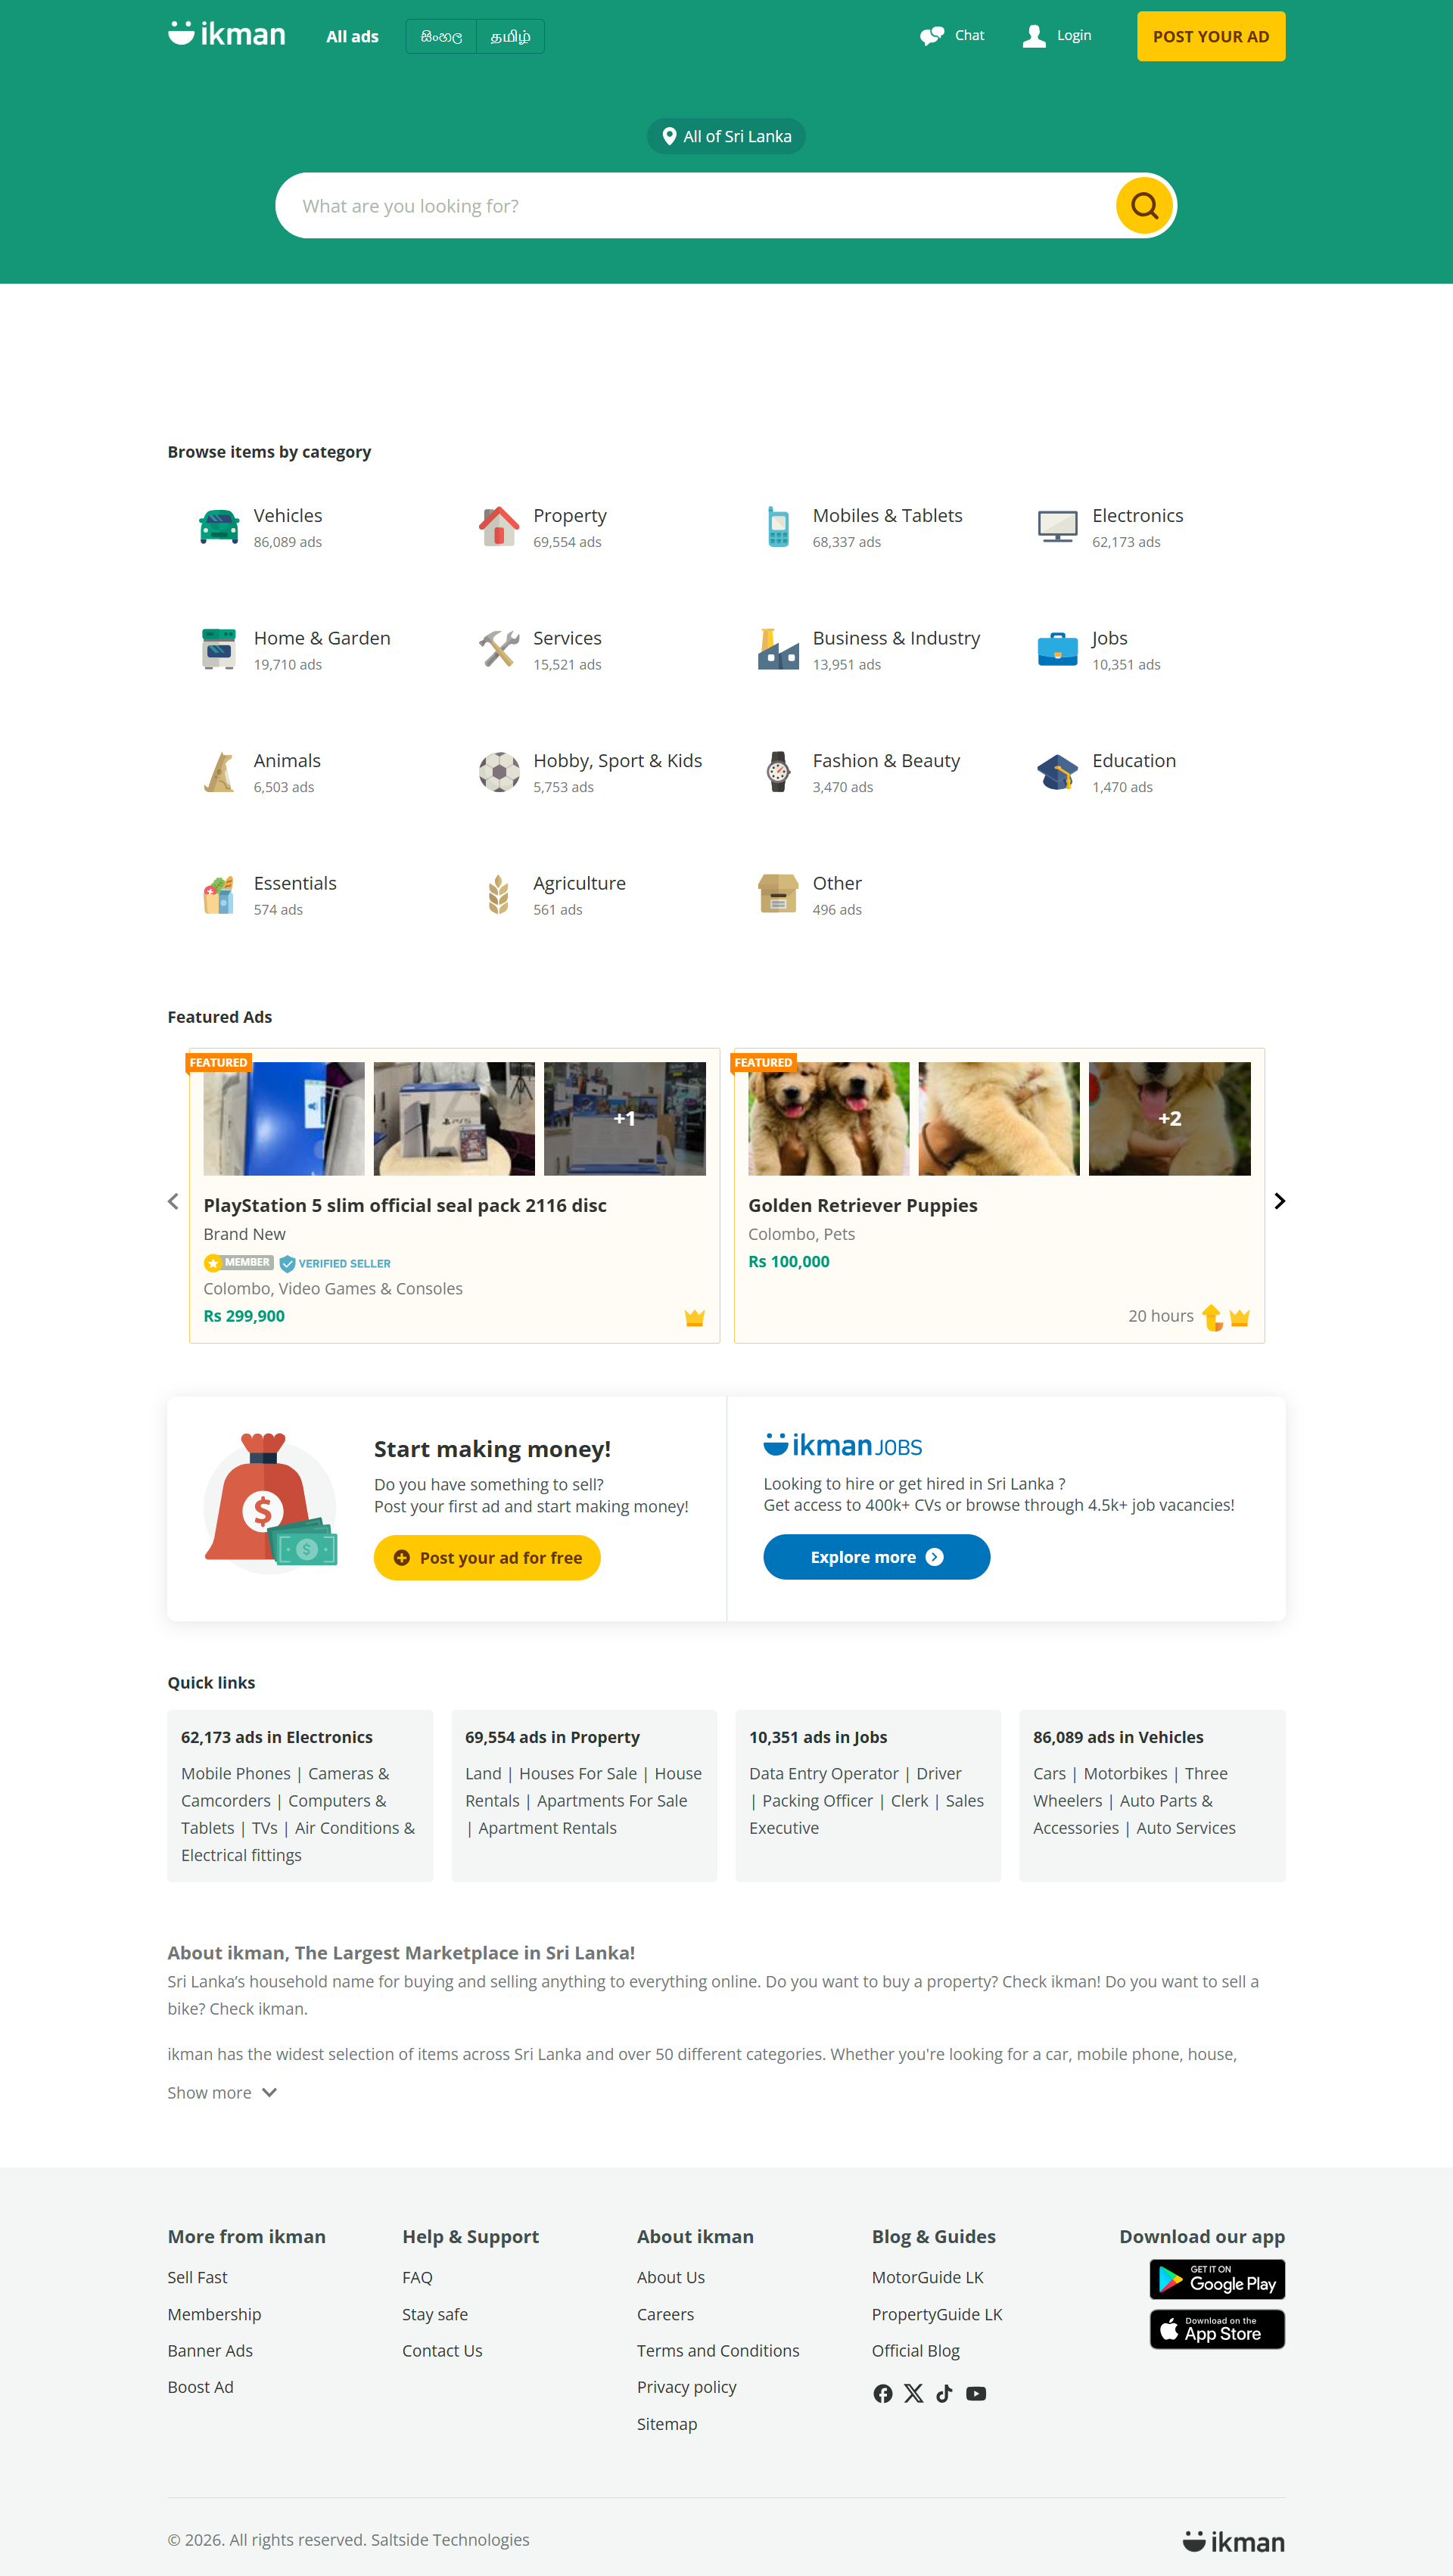 ikman
All ads
සිංහල
தமிழ்
Chat
Login
POST YOUR AD
All of Sri Lanka
What are you looking for?
Browse items by category
Vehicles
86,089 ads
Property
69,554 ads
Mobiles & Tablets
68,337 ads
Electronics
62,173 ads
Home & Garden
19,710 ads
Services
15,521 ads
Business & Industry
13,951 ads
Jobs
10,351 ads
Animals
6,503 ads
Hobby, Sport & Kids
5,753 ads
Fashion & Beauty
3,470 ads
Education
1,470 ads
Essentials
574 ads
Agriculture
561 ads
Other
496 ads
Featured Ads
FEATURED
+1
PlayStation 5 slim official seal pack 2116 disc
Brand New
MEMBER
VERIFIED SELLER
Colombo, Video Games & Consoles
Rs 299,900
FEATURED
+2
Golden Retriever Puppies
Colombo, Pets
Rs 100,000
20 hours
Start making money!
Do you have something to sell?
Post your first ad and start making money!
Post your ad for free
ikman JOBS
Looking to hire or get hired in Sri Lanka ?
Get access to 400k+ CVs or browse through 4.5k+ job vacancies!
Explore more
Quick links
62,173 ads in Electronics
Mobile Phones | Cameras &
Camcorders | Computers &
Tablets | TVs | Air Conditions &
Electrical fittings
69,554 ads in Property
Land | Houses For Sale | House
Rentals | Apartments For Sale
| Apartment Rentals
10,351 ads in Jobs
Data Entry Operator | Driver
| Packing Officer | Clerk | Sales
Executive
86,089 ads in Vehicles
Cars | Motorbikes | Three
Wheelers | Auto Parts &
Accessories | Auto Services
About ikman, The Largest Marketplace in Sri Lanka!
Sri Lanka’s household name for buying and selling anything to everything online. Do you want to buy a property? Check ikman! Do you want to sell a
bike? Check ikman.
ikman has the widest selection of items across Sri Lanka and over 50 different categories. Whether you're looking for a car, mobile phone, house,
Show more
More from ikman
Sell Fast
Membership
Banner Ads
Boost Ad
Help & Support
FAQ
Stay safe
Contact Us
About ikman
About Us
Careers
Terms and Conditions
Privacy policy
Sitemap
Blog & Guides
MotorGuide LK
PropertyGuide LK
Official Blog
Download our app
GET IT ON
Google Play
Download on the
App Store
© 2026. All rights reserved. Saltside Technologies
ikman